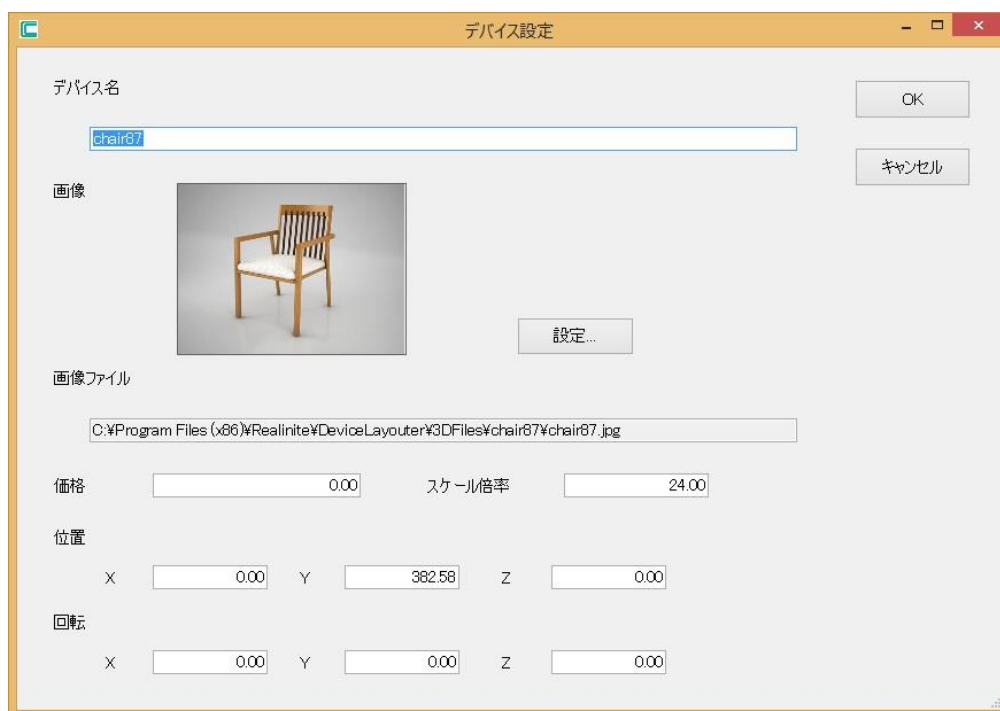 デバイス設定
デバイス名
OK
chair87
キャンセル
画像
設定...
画像ファイル
C:¥Program Files (x86)¥Realinite¥DeviceLayouter¥3DFiles¥chair87¥chair87.jpg
価格 0.00 スケール倍率 24.00
位置
X 0.00 Y 382.58 Z 0.00
回転
X 0.00 Y 0.00 Z 0.00